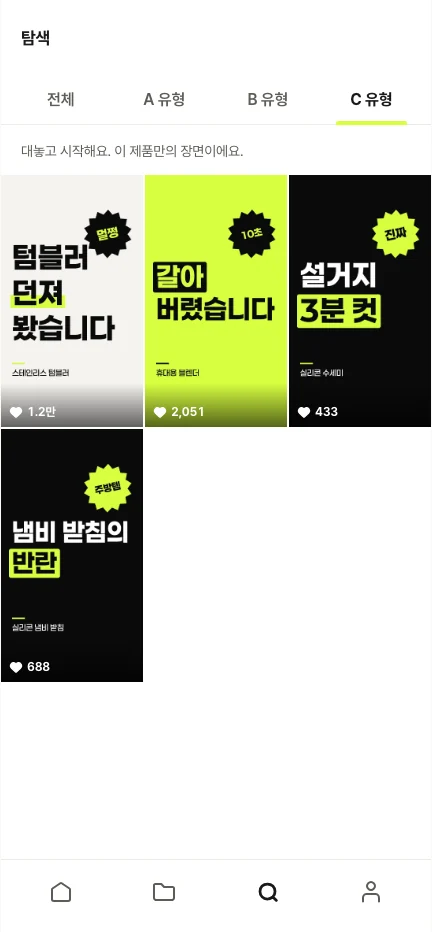 탐색
전체
A 유형
B 유형
C 유형
대놓고 시작해요. 이 제품만의 장면이에요.
멀쩡
텀블러
던져
봤습니다
스테인리스 텀블러
1.2만
10초
갈아
버렸습니다
휴대용 블렌더
2,051
진짜
설거지
3분 컷
실리콘 수세미
433
주방템
냄비 받침의
반란
실리콘 냄비 받침
688